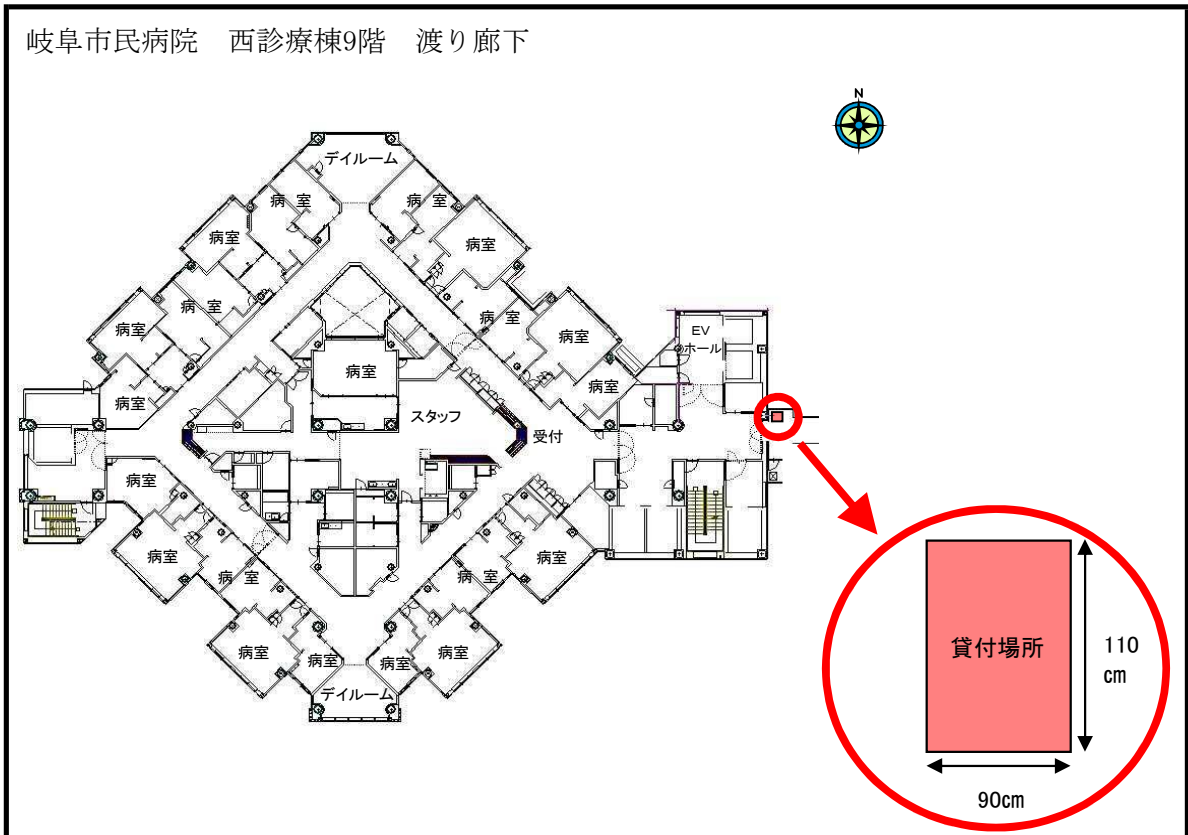 岐阜市民病院　西診療棟9階　渡り廊下
N
デイルーム
病　室
病　室
病室
病室
病　室
病室
病　室
病室
EV
ホール
病室
病室
病室
スタッフ
受付
病室
病室
病室
病　室
病　室
病室
病室
病室
病室
病室
デイルーム
貸付場所
110
cm
90cm